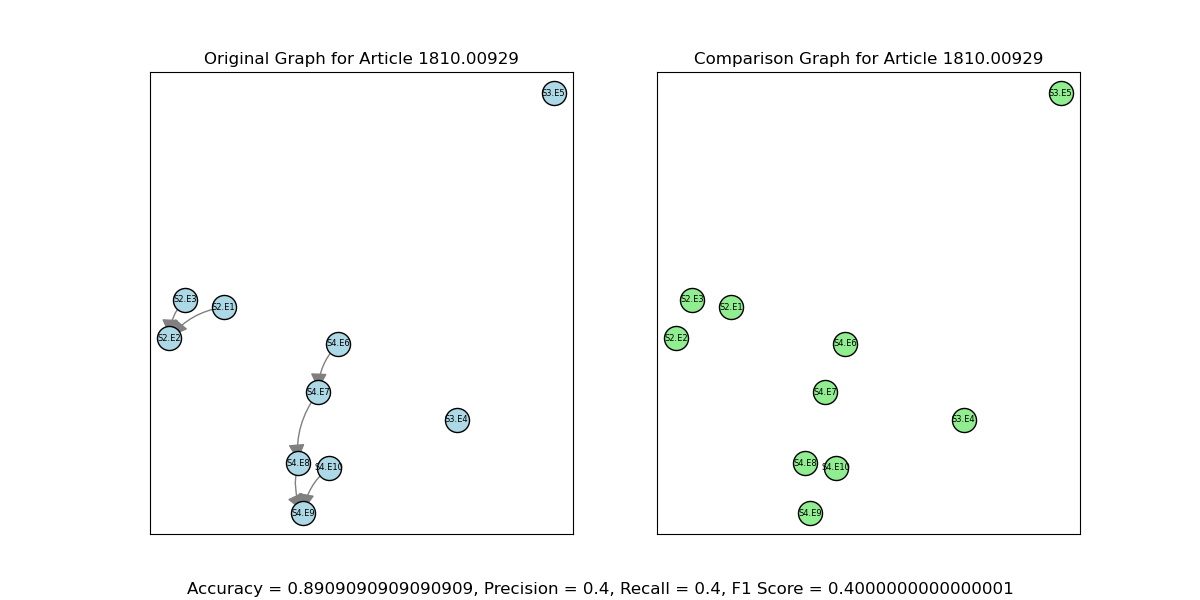 Original Graph for Article 1810.00929
Comparison Graph for Article 1810.00929
S3.E5
S3.E5
S2.E3
S2.E1
S2.E2
S4.E6
S4.E7
S3.E4
S4.E8
S4.E10
S4.E9
S2.E3
S2.E1
S2.E2
S4.E6
S4.E7
S3.E4
S4.E8
S4.E10
S4.E9
Accuracy = 0.8909090909090909, Precision = 0.4, Recall = 0.4, F1 Score = 0.4000000000000001